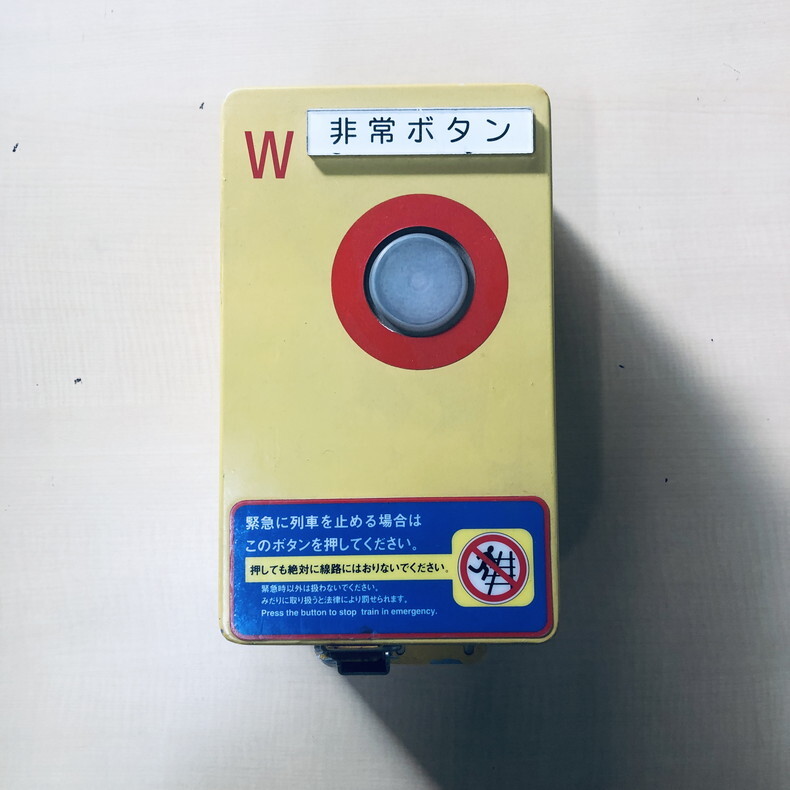 W
非常ボタン
緊急に列車を止める場合は
このボタンを押してください。
押しても絶対に線路にはおりないでください。
緊急時以外は扱わないでください。
みだりに取り扱うと法律により罰せられます。
Press the button to stop train in emergency.